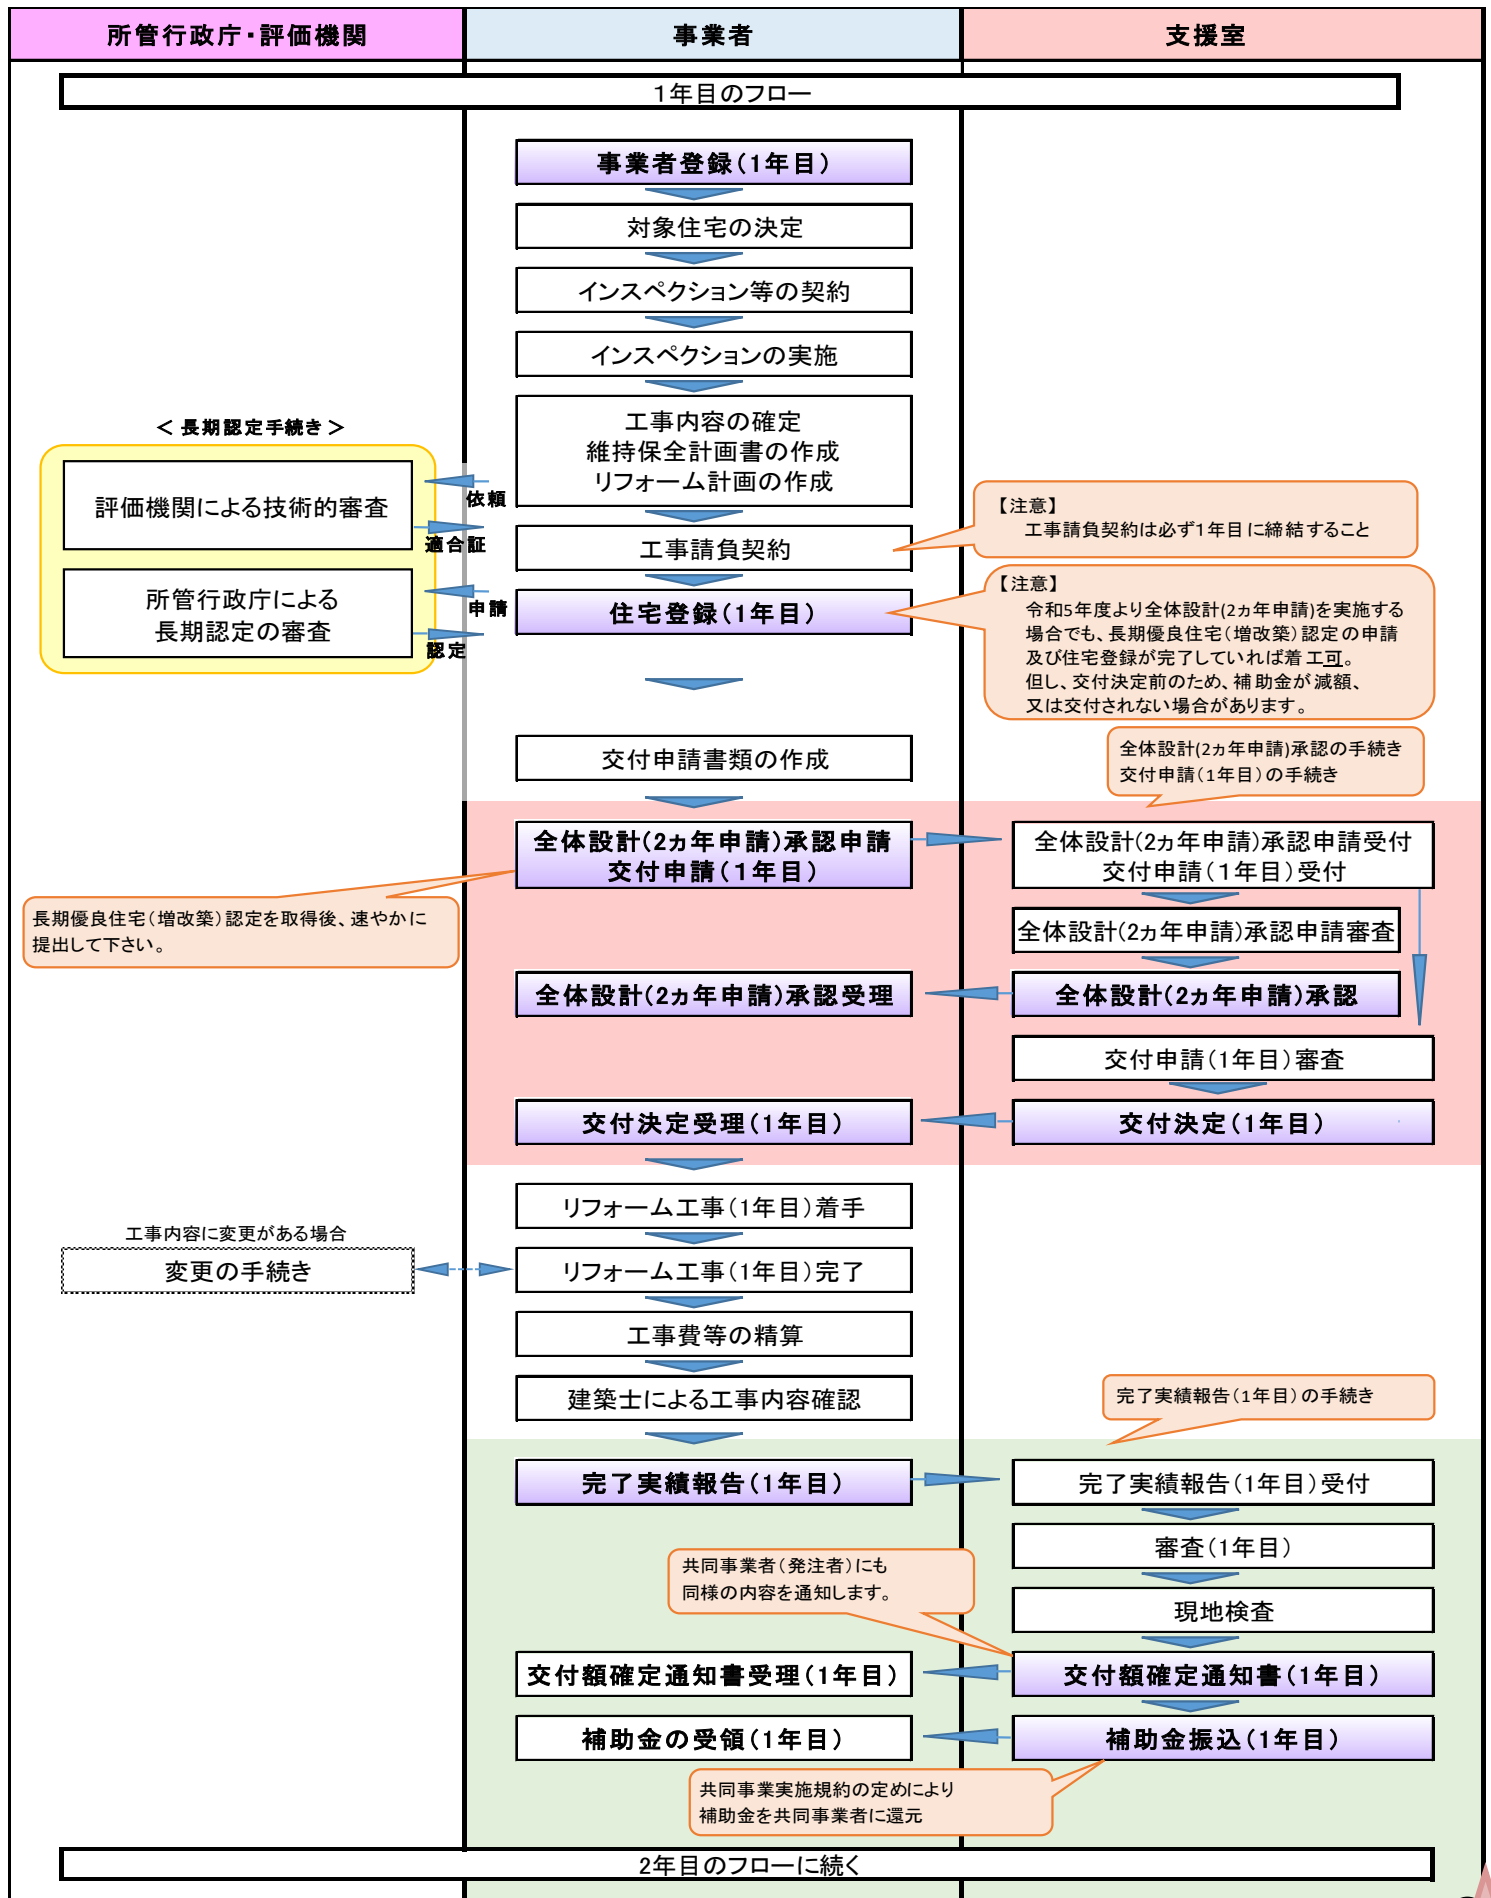 所管行政庁・評価機関
事業者
支援室
1年目のフロー
事業者登録(1年目)
対象住宅の決定
インスペクション等の契約
インスペクションの実施
工事内容の確定
維持保全計画書の作成
リフォーム計画の作成
＜ 長期認定手続き ＞
評価機関による技術的審査
依頼
適合証
所管行政庁による
長期認定の審査
申請
認定
工事請負契約
【注意】
工事請負契約は必ず1年目に締結すること
住宅登録(1年目)
【注意】
令和5年度より全体設計(2ヵ年申請)を実施する
場合でも、長期優良住宅(増改築)認定の申請
及び住宅登録が完了していれば着工可。
但し、交付決定前のため、補助金が減額、
又は交付されない場合があります。
交付申請書類の作成
全体設計(2ヵ年申請)承認の手続き
交付申請(1年目)の手続き
全体設計(2ヵ年申請)承認申請
交付申請(1年目)
全体設計(2ヵ年申請)承認申請受付
交付申請(1年目)受付
長期優良住宅(増改築)認定を取得後、速やかに
提出して下さい。
全体設計(2ヵ年申請)承認申請審査
全体設計(2ヵ年申請)承認受理
全体設計(2ヵ年申請)承認
交付申請(1年目)審査
交付決定受理(1年目)
交付決定(1年目)
リフォーム工事(1年目)着手
工事内容に変更がある場合
変更の手続き
リフォーム工事(1年目)完了
工事費等の精算
建築士による工事内容確認
完了実績報告(1年目)の手続き
完了実績報告(1年目)
完了実績報告(1年目)受付
審査(1年目)
共同事業者(発注者)にも
同様の内容を通知します。
現地検査
交付額確定通知書受理(1年目)
交付額確定通知書(1年目)
補助金の受領(1年目)
補助金振込(1年目)
共同事業実施規約の定めにより
補助金を共同事業者に還元
2年目のフローに続く